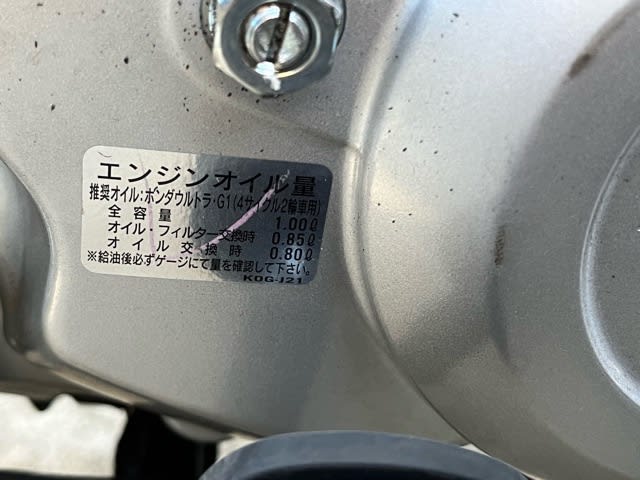 エンジンオイル量
推奨オイル:ホンダウルトラ・G1(4サイクル2輪車用)
全容量 1.00ℓ
オイル・フィルター交換時 0.85ℓ
オイル交換時 0.80ℓ
※給油後必ずゲージにて量を確認して下さい。
K0G-J21